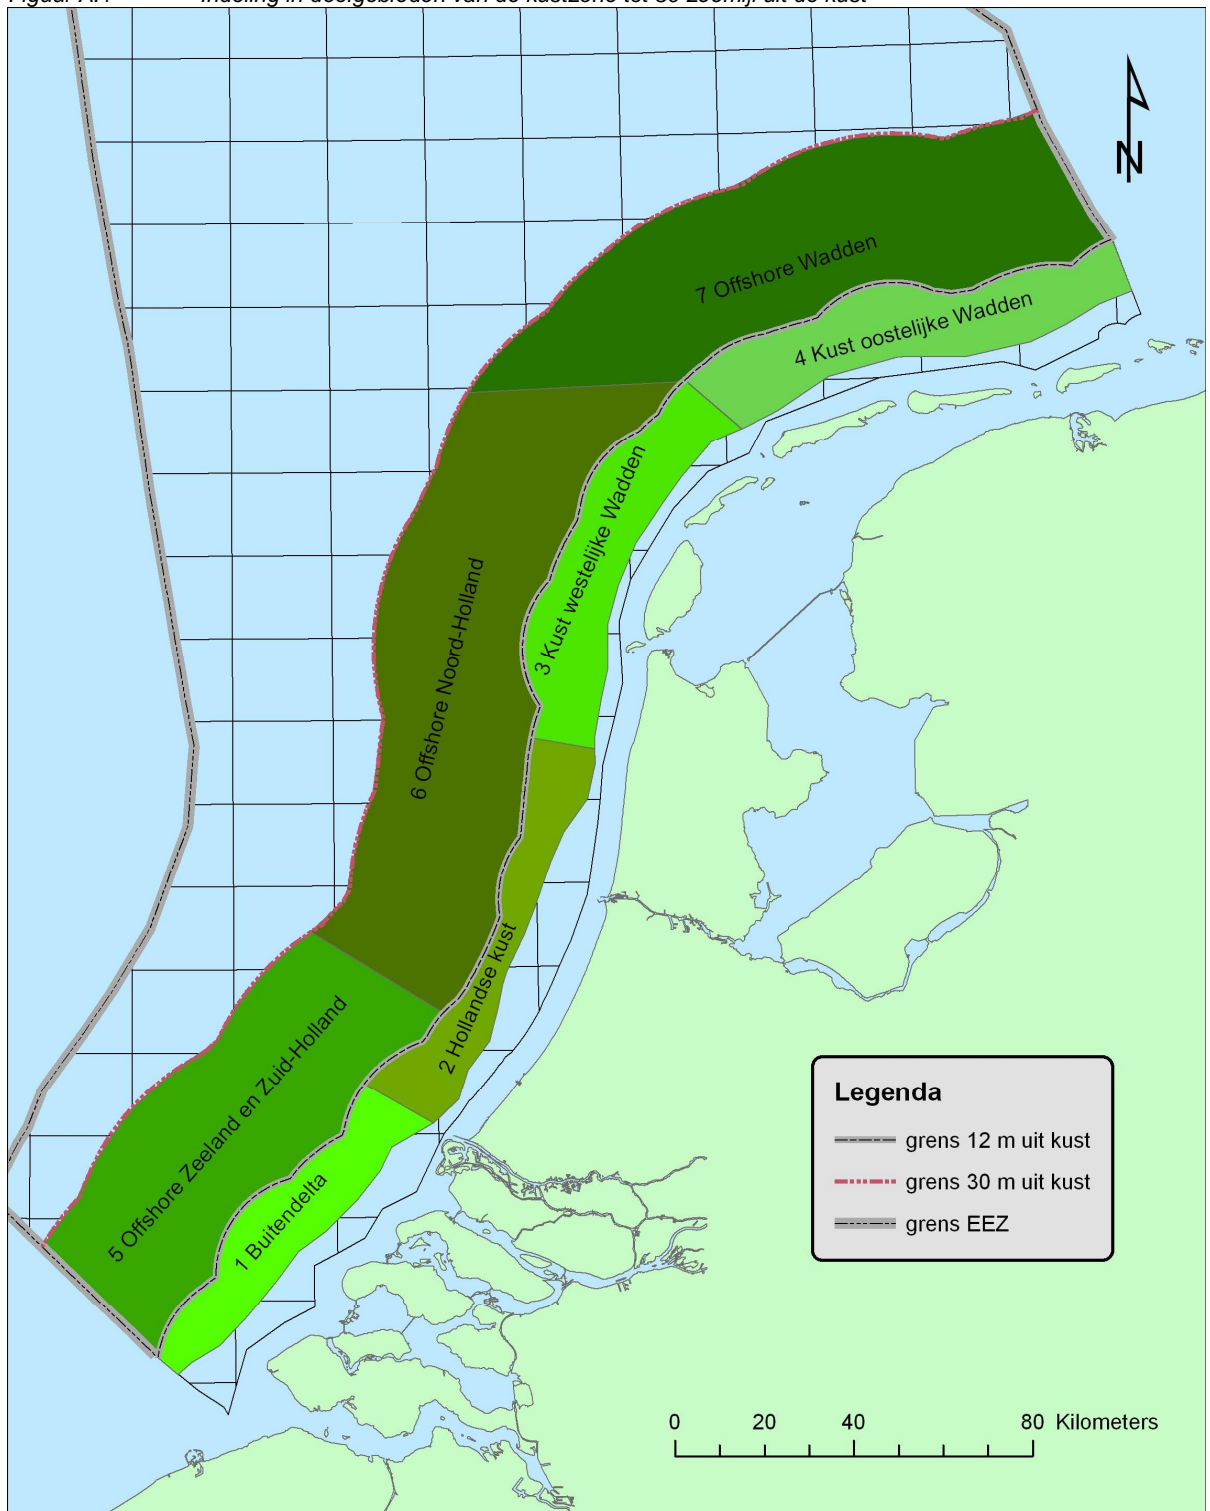 N
7 Offshore Wadden
4 Kust oostelijke Wadden
3 Kust westelijke Wadden
6 Offshore Noord-Holland
2 Hollandse kust
5 Offshore Zeeland en Zuid-Holland
1 Buitendelta
Legenda
grens 12 m uit kust
grens 30 m uit kust
grens EEZ
0 20 40 80 Kilometers